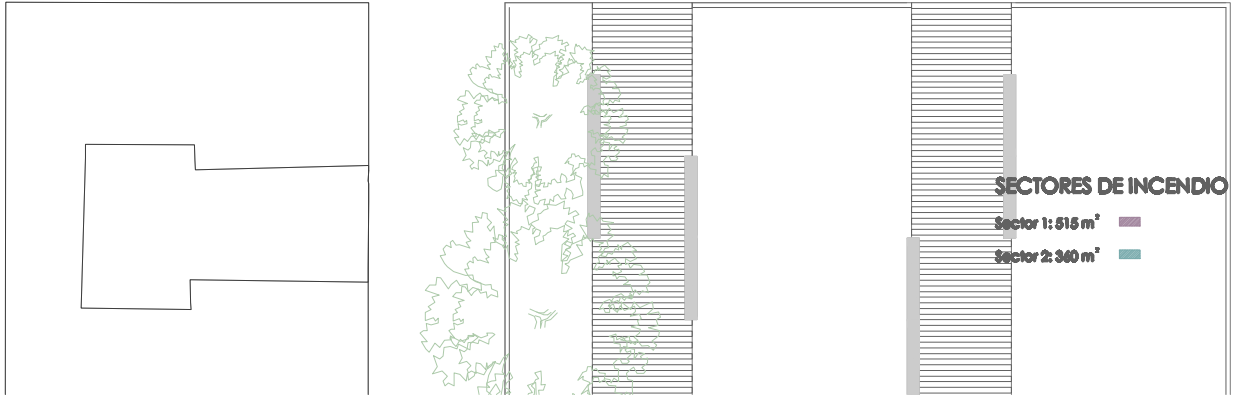 SECTORES DE INCENDIO
Sector 1: 515 m²
Sector 2: 360 m²